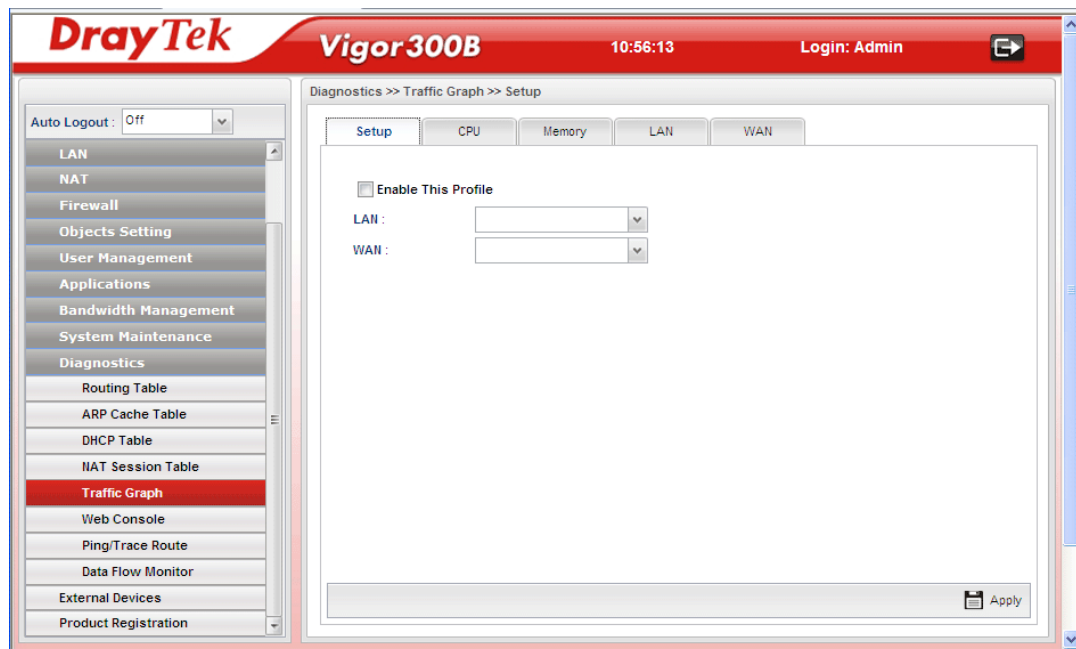 DrayTek
Vigor300B
10:56:13
Login: Admin
Auto Logout : Off
LAN
NAT
Firewall
Objects Setting
User Management
Applications
Bandwidth Management
System Maintenance
Diagnostics
Routing Table
ARP Cache Table
DHCP Table
NAT Session Table
Traffic Graph
Web Console
Ping/Trace Route
Data Flow Monitor
External Devices
Product Registration
Diagnostics >> Traffic Graph >> Setup
Setup CPU Memory LAN WAN
Enable This Profile
LAN :
WAN :
Apply